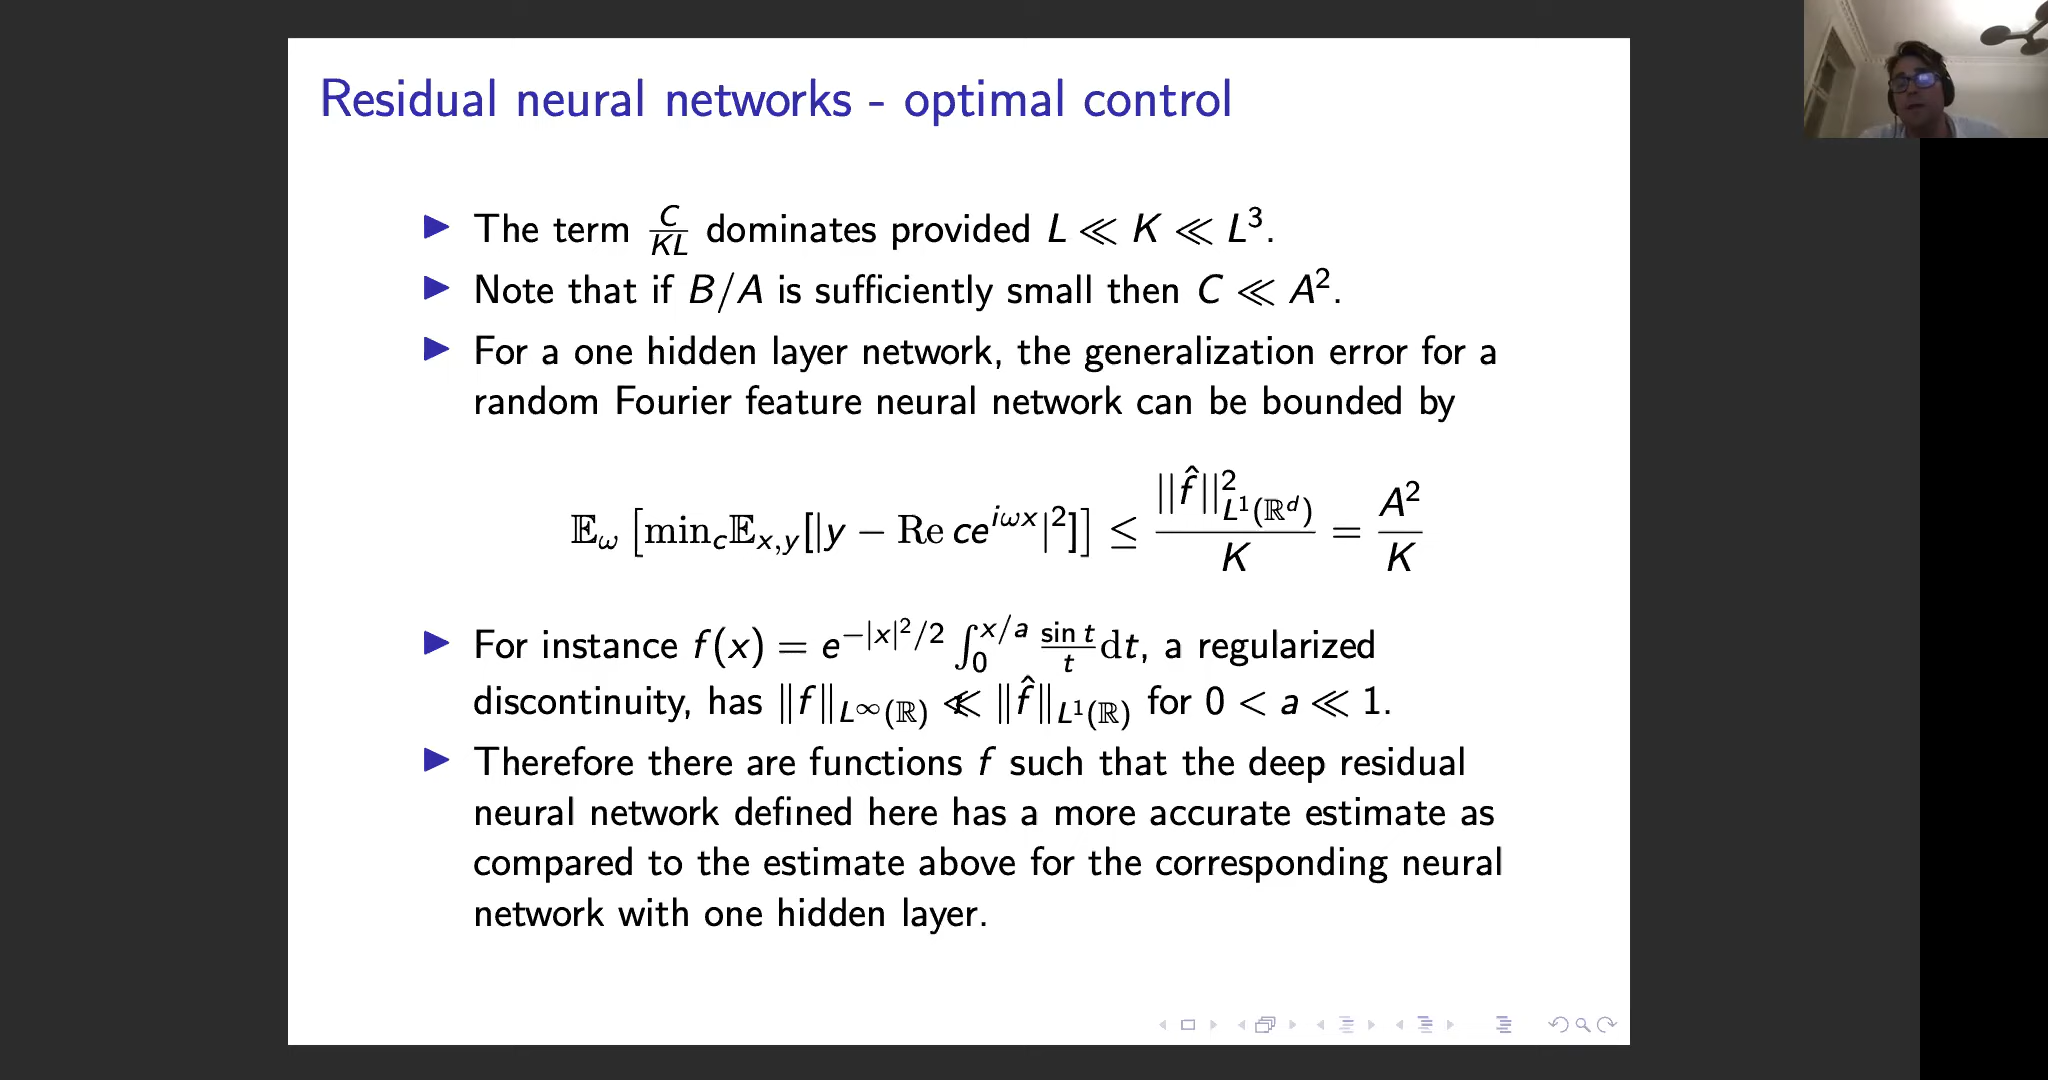 Residual neural networks - optimal control
▶ The term C/KL dominates provided L ≪ K ≪ L³.
▶ Note that if B/A is sufficiently small then C ≪ A².
▶ For a one hidden layer network, the generalization error for a
random Fourier feature neural network can be bounded by
𝔼_ω [min_c 𝔼_{x,y}[|y − Re ce^{iωx}|²]] ≤ ||f̂||²_{L¹(ℝ^d)} / K = A²/K
▶ For instance f(x) = e^{−|x|²/2} ∫_0^{x/a} (sin t / t) dt, a regularized
discontinuity, has ‖f‖_{L^∞(ℝ)} ≪ ‖f̂‖_{L¹(ℝ)} for 0 < a ≪ 1.
▶ Therefore there are functions f such that the deep residual
neural network defined here has a more accurate estimate as
compared to the estimate above for the corresponding neural
network with one hidden layer.